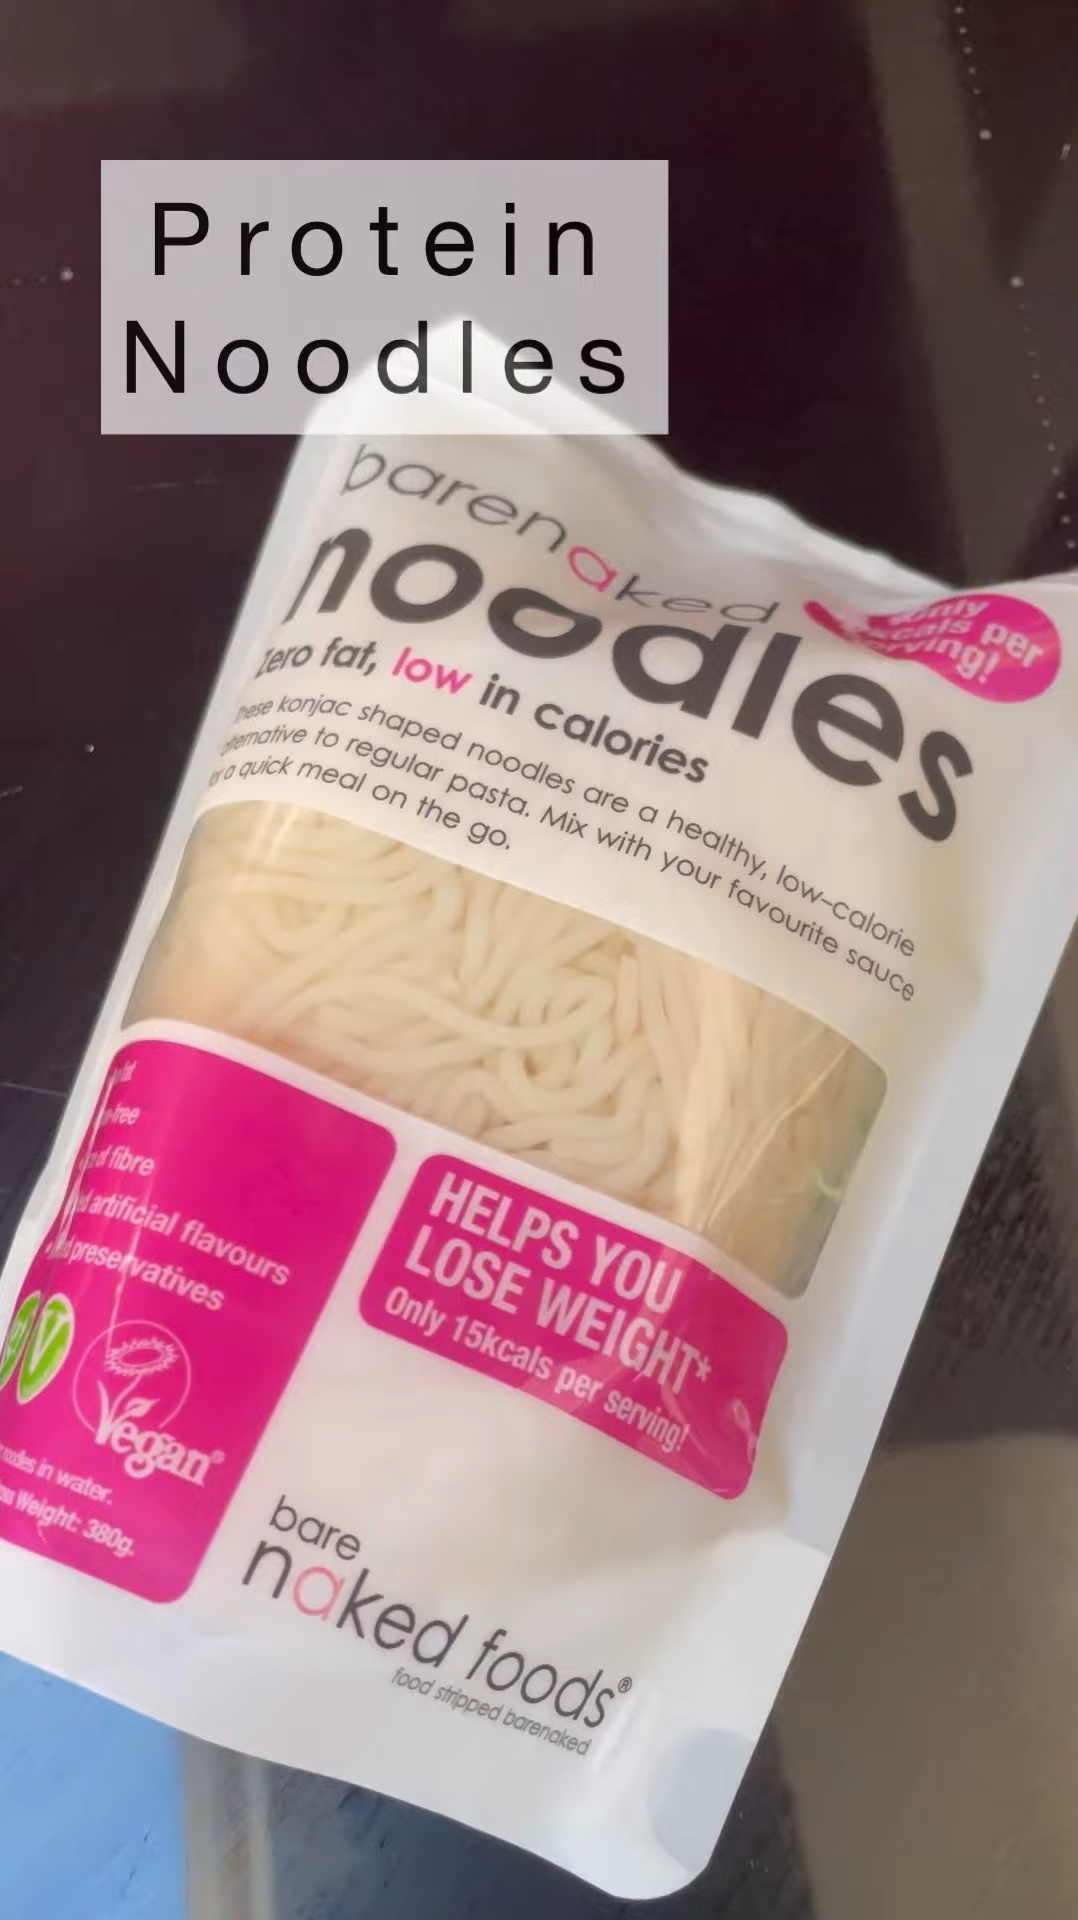 Protein
Noodles
barenaked
noodles
only
kcals per
serving!
Zero fat, low in calories
These konjac shaped noodles are a healthy, low-calorie
alternative to regular pasta. Mix with your favourite sauce
for a quick meal on the go.
fat
free
of fibre
artificial flavours
preservatives
HELPS YOU
LOSE WEIGHT*
Only 15kcals per serving!
V
Vegan®
noodles in water.
Weight: 380g.
bare
naked foods®
food stripped barenaked